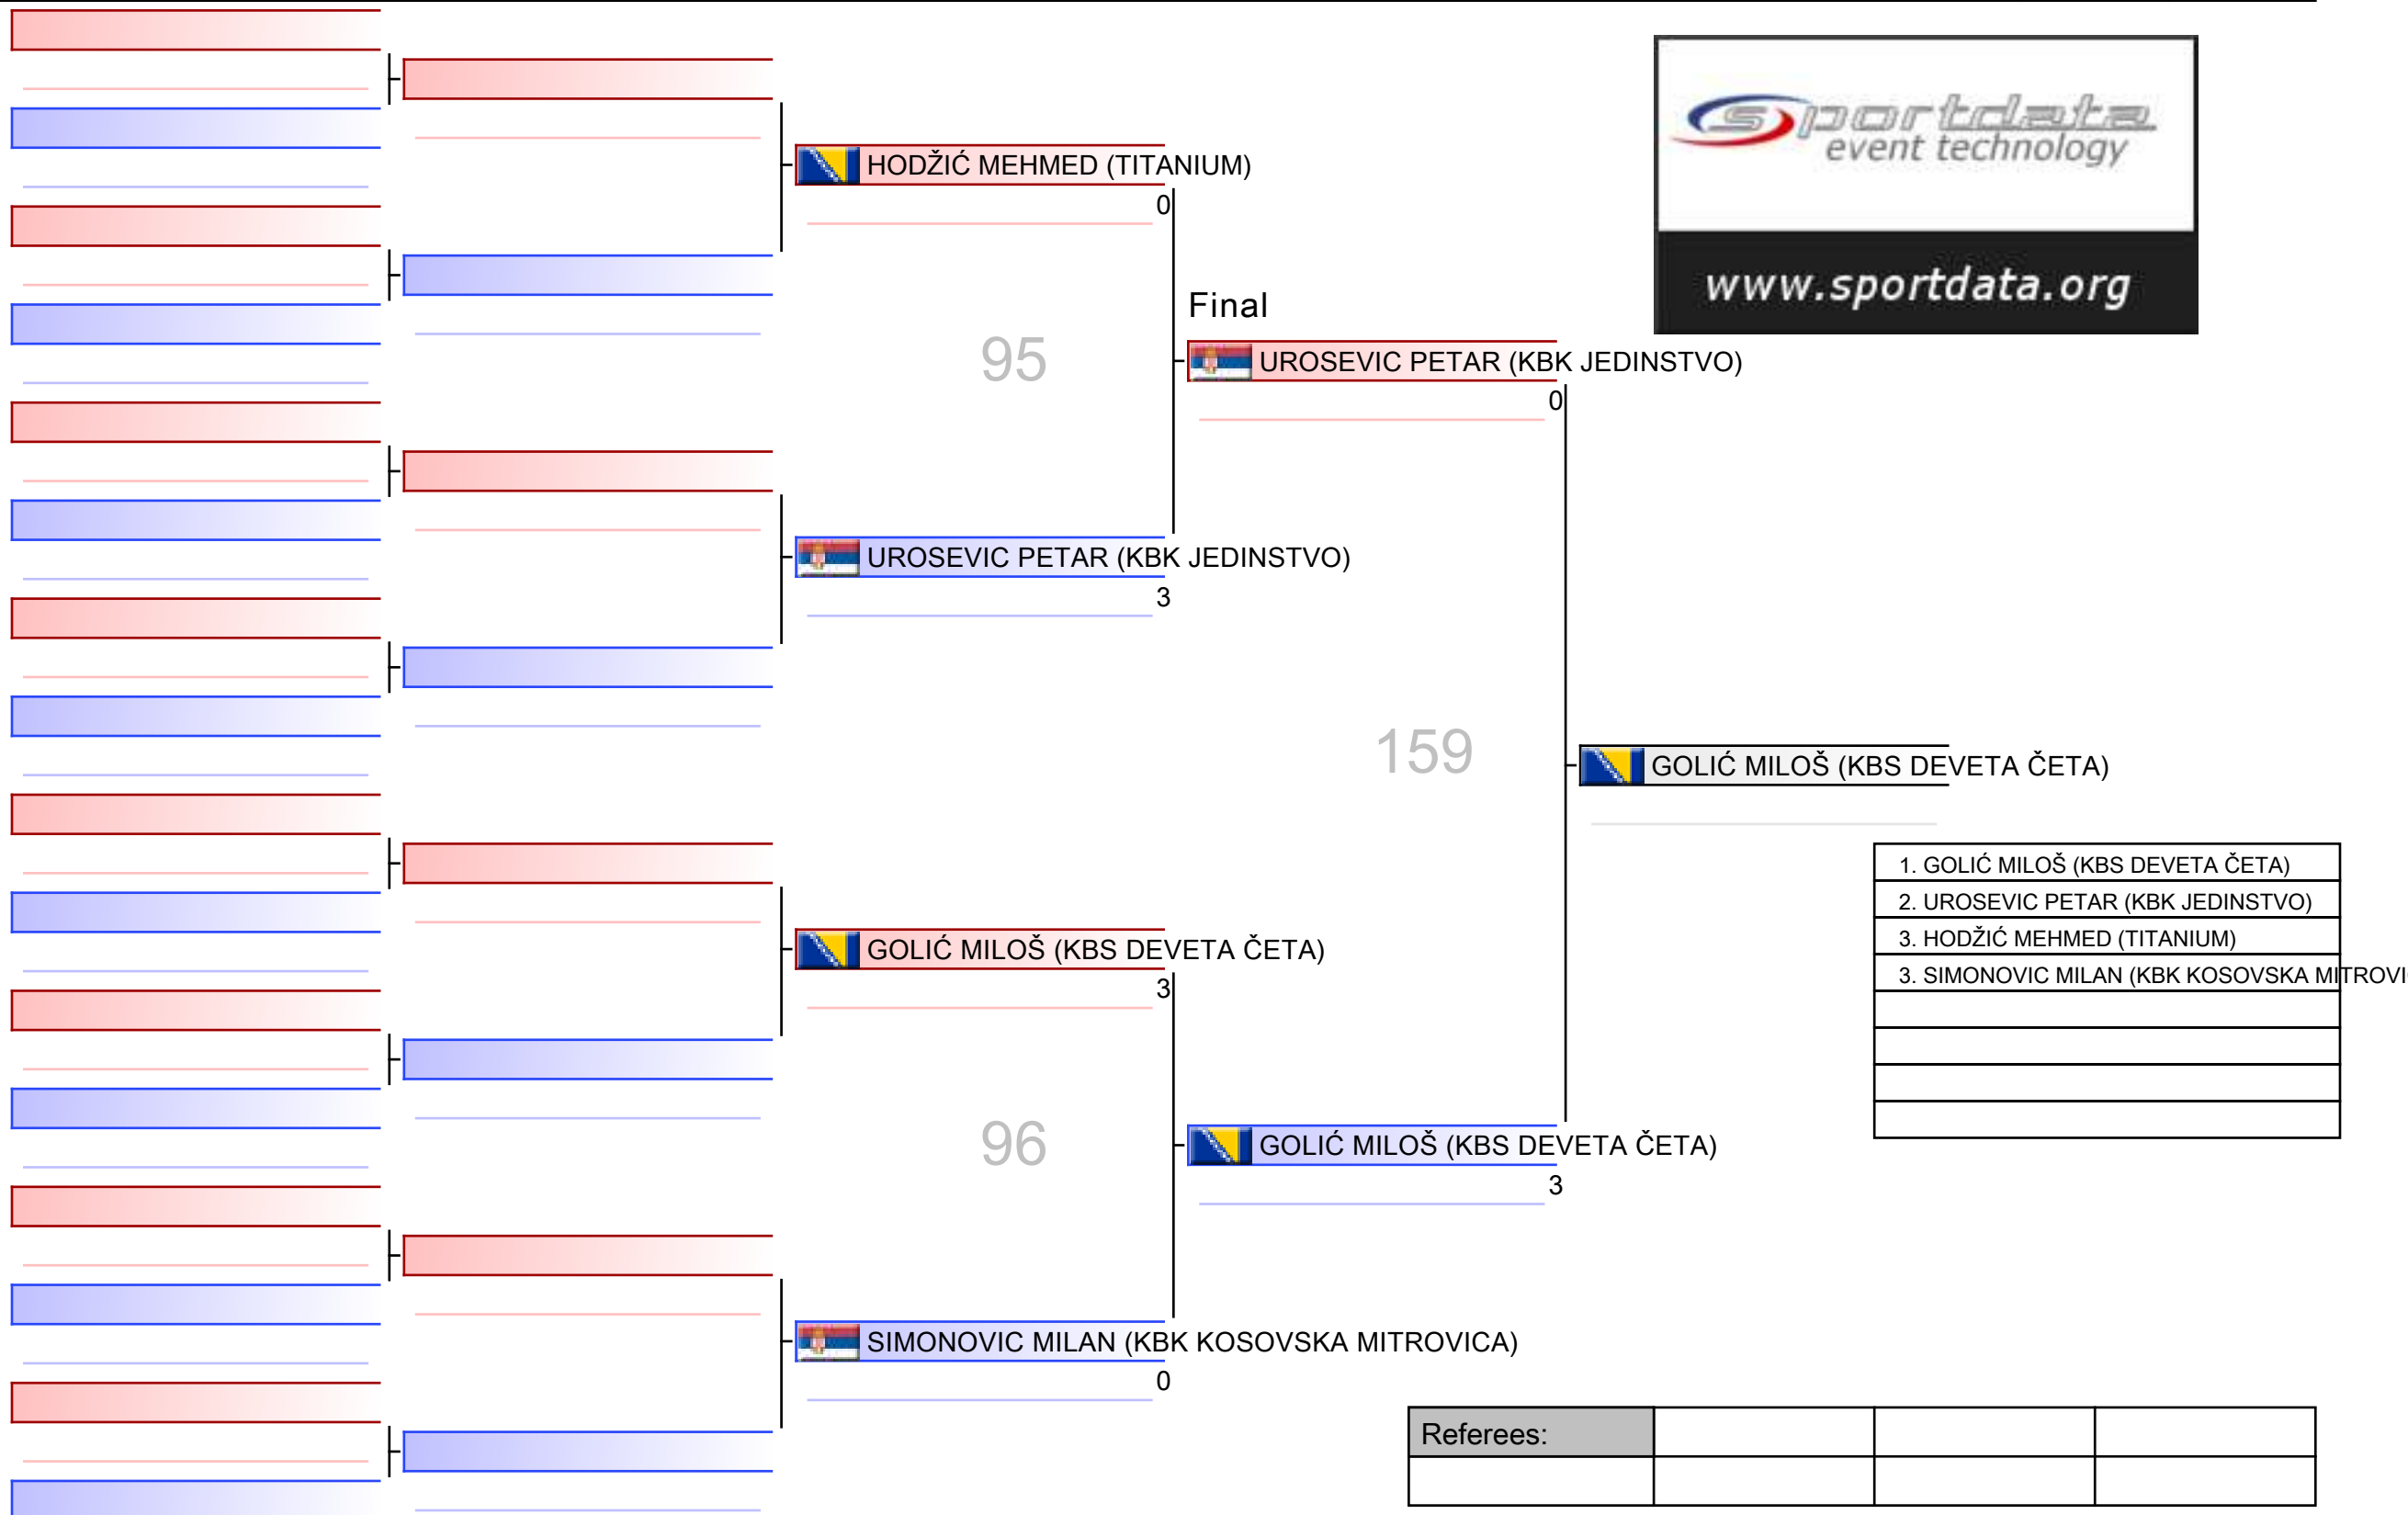 sportdata
event technology
www.sportdata.org
HODŽIĆ MEHMED (TITANIUM)
0
95
UROSEVIC PETAR (KBK JEDINSTVO)
3
Final
UROSEVIC PETAR (KBK JEDINSTVO)
0
159
GOLIĆ MILOŠ (KBS DEVETA ČETA)
GOLIĆ MILOŠ (KBS DEVETA ČETA)
3
96
SIMONOVIC MILAN (KBK KOSOVSKA MITROVICA)
0
GOLIĆ MILOŠ (KBS DEVETA ČETA)
3
1. GOLIĆ MILOŠ (KBS DEVETA ČETA)
2. UROSEVIC PETAR (KBK JEDINSTVO)
3. HODŽIĆ MEHMED (TITANIUM)
3. SIMONOVIC MILAN (KBK KOSOVSKA MITROVI
Referees: